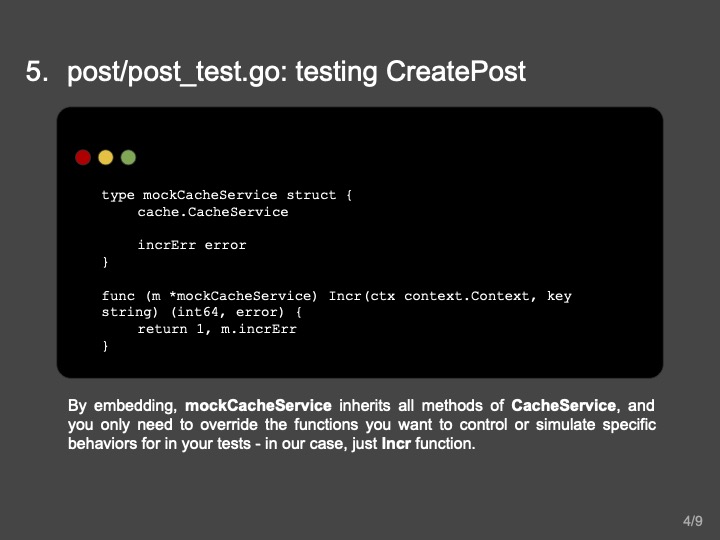 5. post/post_test.go: testing CreatePost
type mockCacheService struct {
cache.CacheService
incrErr error
}
func (m *mockCacheService) Incr(ctx context.Context, key
string) (int64, error) {
return 1, m.incrErr
}
By embedding, mockCacheService inherits all methods of CacheService, and
you only need to override the functions you want to control or simulate specific
behaviors for in your tests - in our case, just Incr function.
4/9